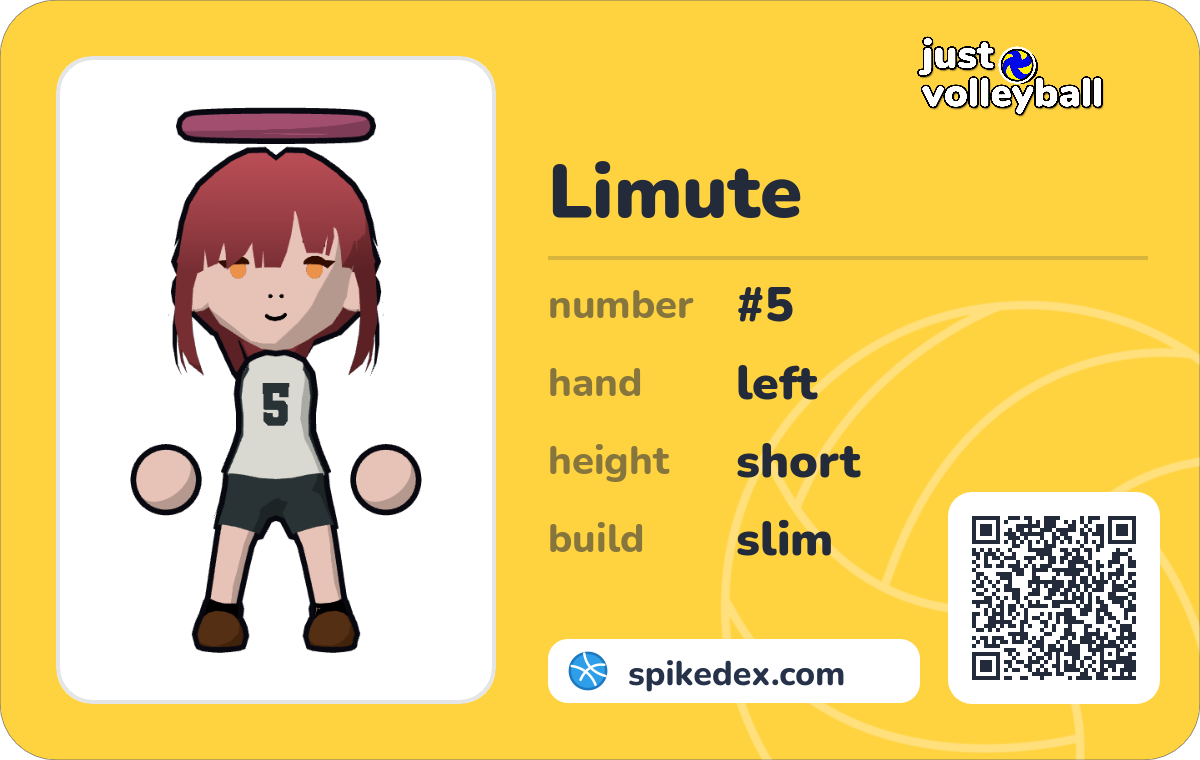 just
volleyball
Limute
number #5
hand left
height short
build slim
5
spikedex.com